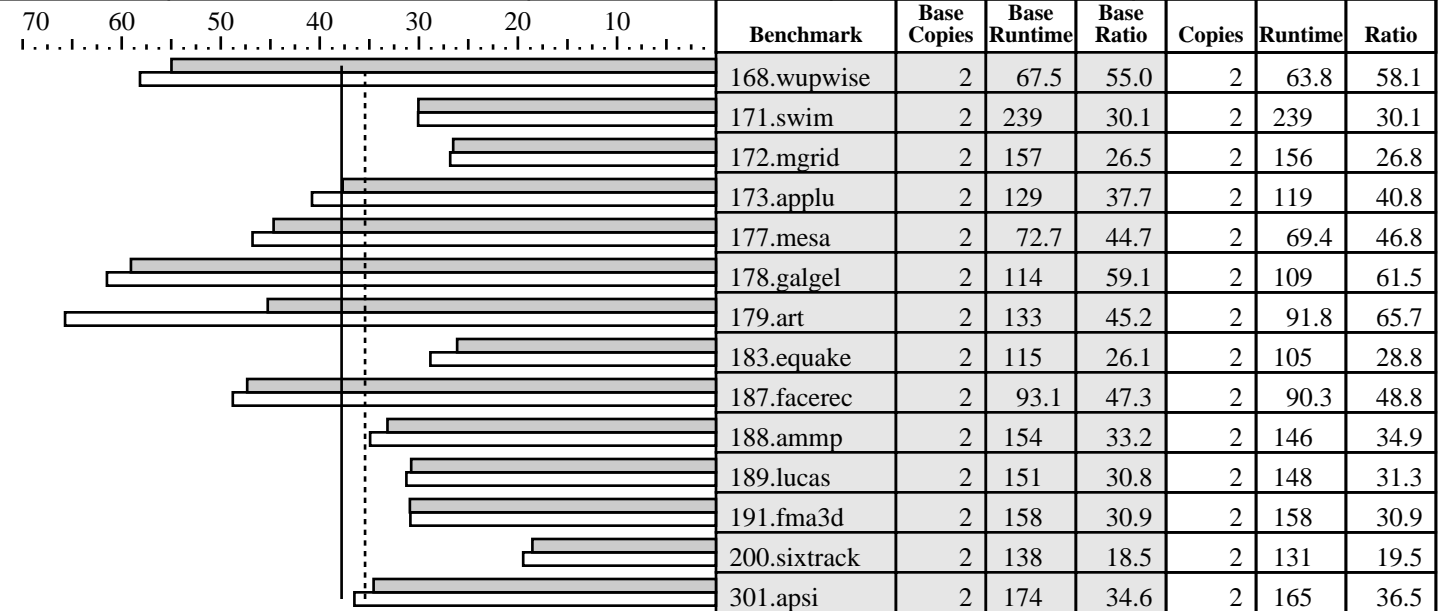 70 60 50 40 30 20 10
Benchmark Base Copies Base Runtime Base Ratio Copies Runtime Ratio
168.wupwise 2 67.5 55.0 2 63.8 58.1
171.swim 2 239 30.1 2 239 30.1
172.mgrid 2 157 26.5 2 156 26.8
173.applu 2 129 37.7 2 119 40.8
177.mesa 2 72.7 44.7 2 69.4 46.8
178.galgel 2 114 59.1 2 109 61.5
179.art 2 133 45.2 2 91.8 65.7
183.equake 2 115 26.1 2 105 28.8
187.facerec 2 93.1 47.3 2 90.3 48.8
188.ammp 2 154 33.2 2 146 34.9
189.lucas 2 151 30.8 2 148 31.3
191.fma3d 2 158 30.9 2 158 30.9
200.sixtrack 2 138 18.5 2 131 19.5
301.apsi 2 174 34.6 2 165 36.5